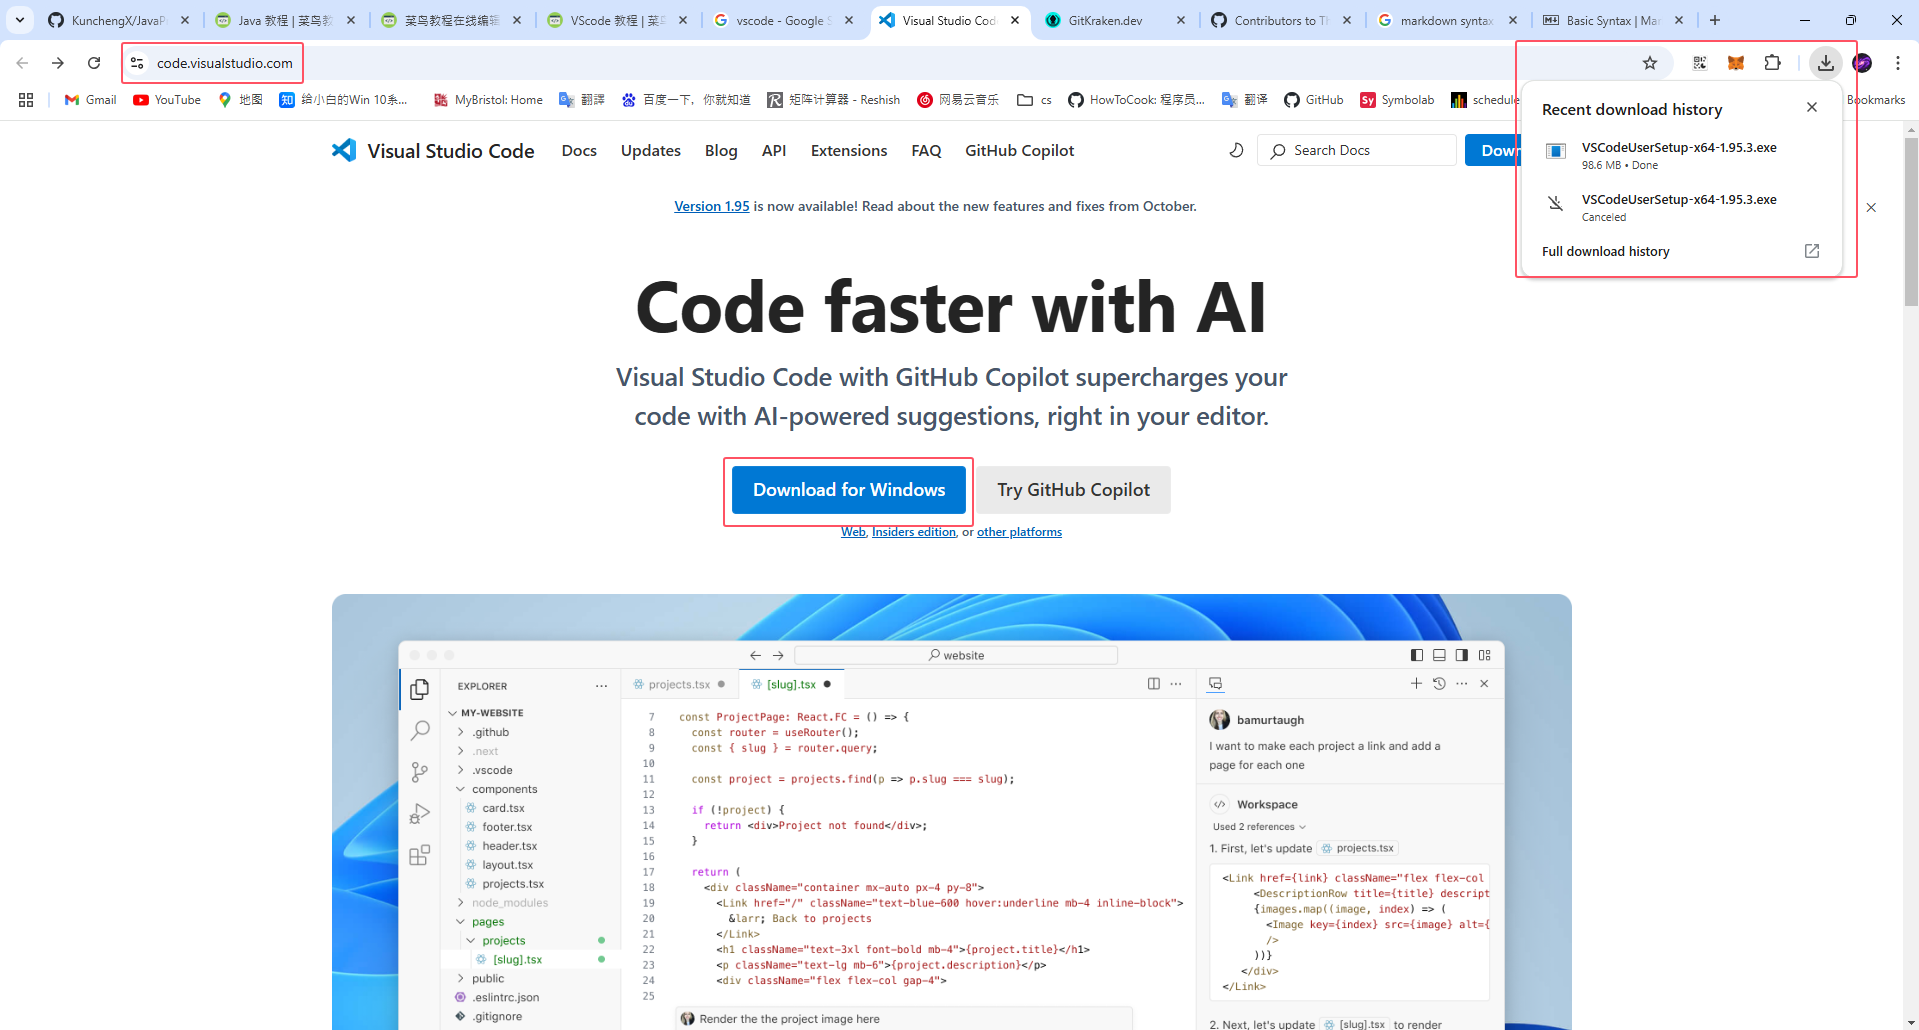 KunchengX/JavaP
Java 教程 | 菜鸟教
菜鸟教程在线编辑
VScode 教程 | 菜鸟
vscode - Google S
Visual Studio Cod
GitKraken.dev
Contributors to Th
markdown syntax
Basic Syntax | Mar
code.visualstudio.com
Gmail
YouTube
地图
给小白的Win 10系...
MyBristol: Home
翻譯
百度一下，你就知道
矩阵计算器 - Reshish
网易云音乐
cs
HowToCook: 程序员...
翻译
GitHub
Symbolab
schedule
Bookmarks
Recent download history
VSCodeUserSetup-x64-1.95.3.exe
98.6 MB • Done
VSCodeUserSetup-x64-1.95.3.exe
Canceled
Full download history
Visual Studio Code
Docs
Updates
Blog
API
Extensions
FAQ
GitHub Copilot
Search Docs
Down
Version 1.95 is now available! Read about the new features and fixes from October.
Code faster with AI
Visual Studio Code with GitHub Copilot supercharges your
code with AI-powered suggestions, right in your editor.
Download for Windows
Try GitHub Copilot
Web, Insiders edition, or other platforms
website
EXPLORER
MY-WEBSITE
.github
.next
.vscode
components
card.tsx
footer.tsx
header.tsx
layout.tsx
projects.tsx
node_modules
pages
projects
[slug].tsx
public
.eslintrc.json
.gitignore
projects.tsx
[slug].tsx
7 const ProjectPage: React.FC = () => {
8 const router = useRouter();
9 const { slug } = router.query;
10
11 const project = projects.find(p => p.slug === slug);
12
13 if (!project) {
14 return <div>Project not found</div>;
15 }
16
17 return (
18 <div className="container mx-auto px-4 py-8">
19 <Link href="/" className="text-blue-600 hover:underline mb-4 inline-block">
20 &larr; Back to projects
21 </Link>
22 <h1 className="text-3xl font-bold mb-4">{project.title}</h1>
23 <p className="text-lg mb-6">{project.description}</p>
24 <div className="flex flex-col gap-4">
25
Render the the project image here
bamurtaugh
I want to make each project a link and add a
page for each one
Workspace
Used 2 references
1. First, let's update projects.tsx
<Link href={link} className="flex flex-col
<DescriptionRow title={title} descript
{images.map((image, index) => (
<Image key={index} src={image} alt={
/>
))}
</div>
</Link>
2. Next, let's update [slug].tsx to render